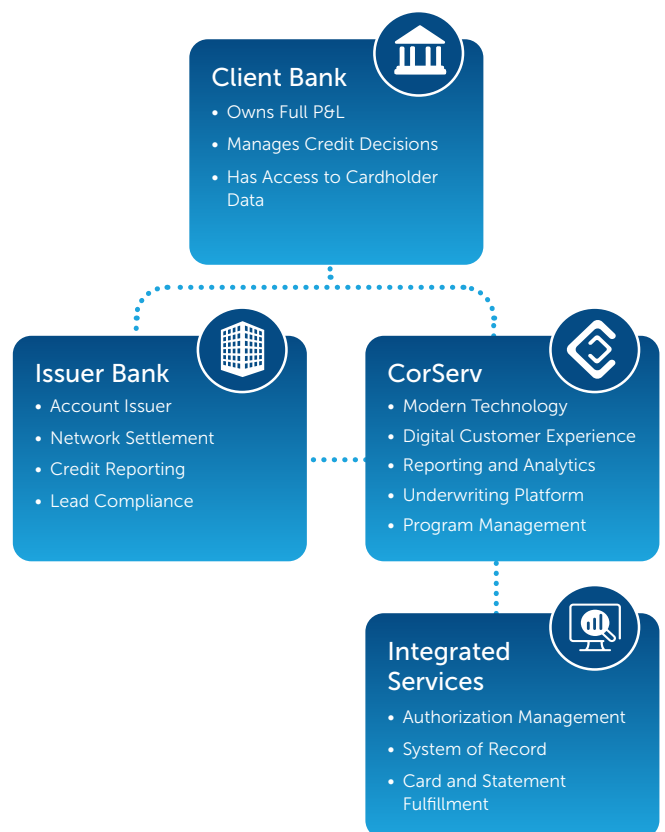 Client Bank
• Owns Full P&L
• Manages Credit Decisions
• Has Access to Cardholder
Data
Issuer Bank
• Account Issuer
• Network Settlement
• Credit Reporting
• Lead Compliance
CorServ
• Modern Technology
• Digital Customer Experience
• Reporting and Analytics
• Underwriting Platform
• Program Management
Integrated
Services
• Authorization Management
• System of Record
• Card and Statement
Fulfillment